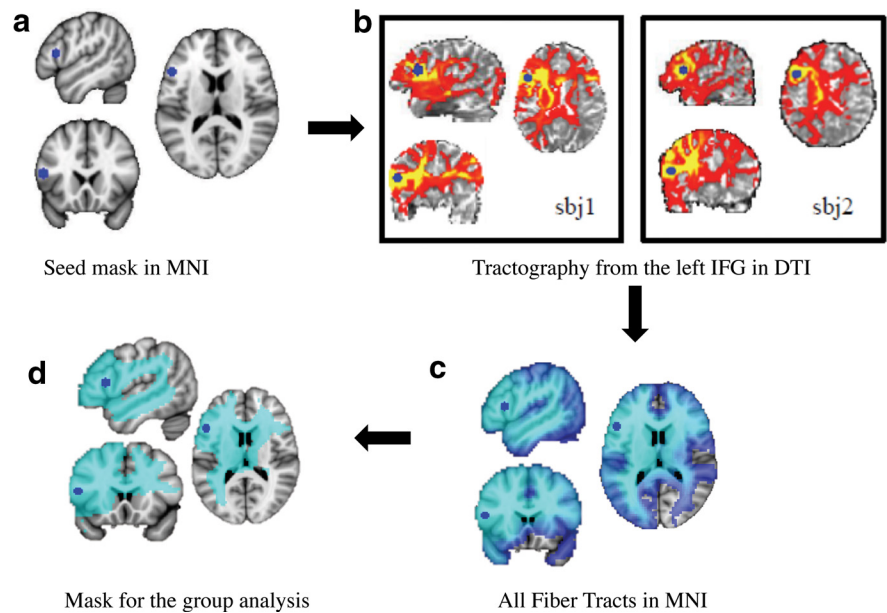 a
b
sbj1
sbj2
Seed mask in MNI
Tractography from the left IFG in DTI
d
c
Mask for the group analysis
All Fiber Tracts in MNI